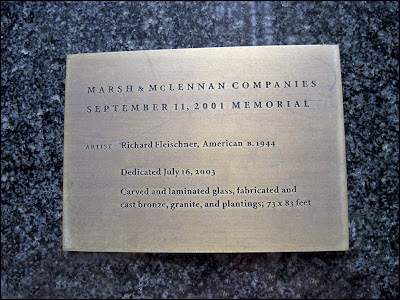 MARSH & McLENNAN COMPANIES
SEPTEMBER 11, 2001 MEMORIAL
ARTIST Richard Fleischner, American B. 1944
Dedicated July 16, 2003
Carved and laminated glass, fabricated and
cast bronze, granite, and plantings; 73 x 83 feet